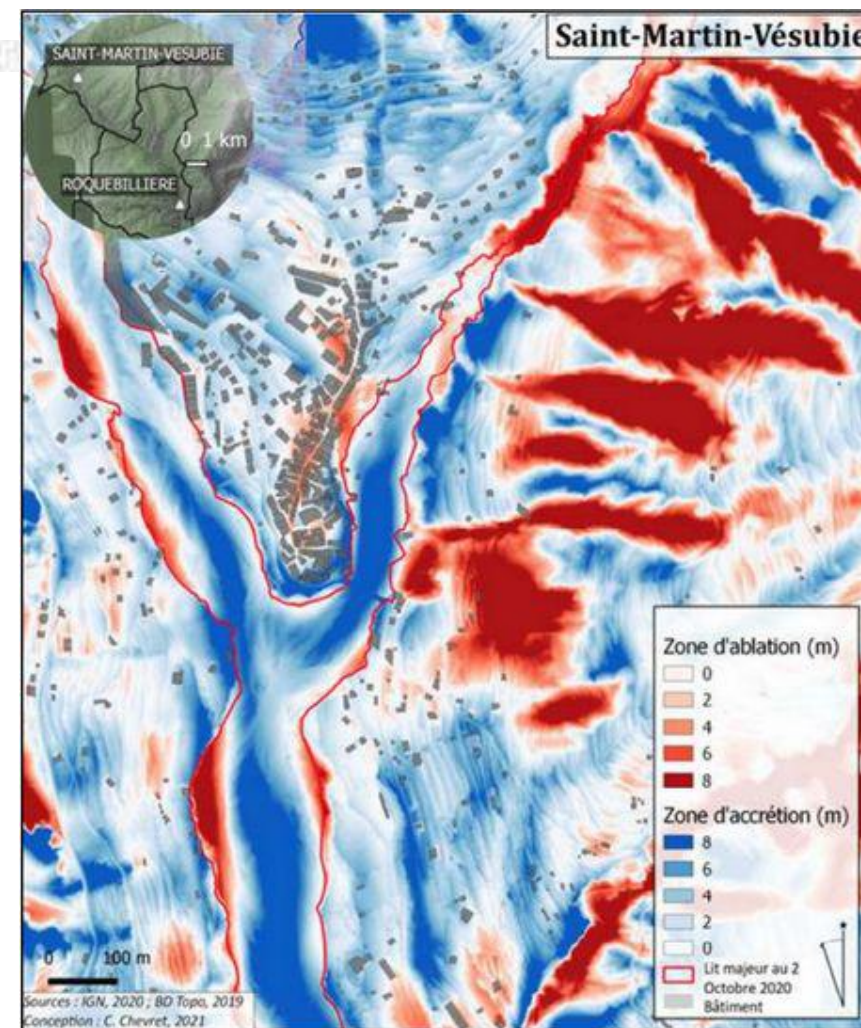 Saint-Martin-Vésubie
SAINT-MARTIN-VESUBIE
0 1 km
ROQUEBILLIERE
Zone d'ablation (m)
0
2
4
6
8
Zone d'accrétion (m)
8
6
4
2
0
Lit majeur au 2
Octobre 2020
Bâtiment
0 100 m
Sources : IGN, 2020 ; BD Topo, 2019
Conception : C. Chevret, 2021